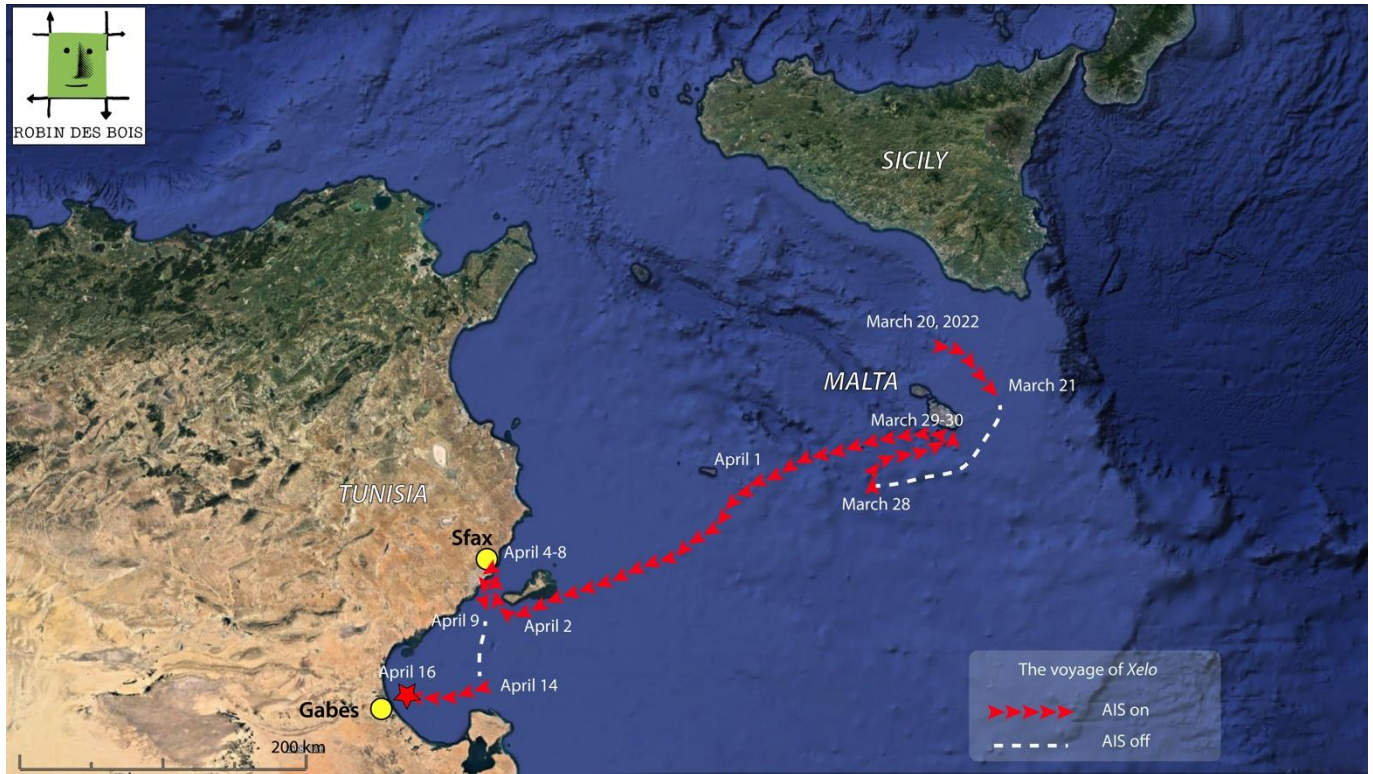 ROBIN DES BOIS
SICILY
March 20, 2022
MALTA
March 21
March 29-30
April 1
TUNISIA
March 28
Sfax
April 4-8
April 9
April 2
April 16
April 14
Gabès
200 km
The voyage of Xelo
AIS on
AIS off